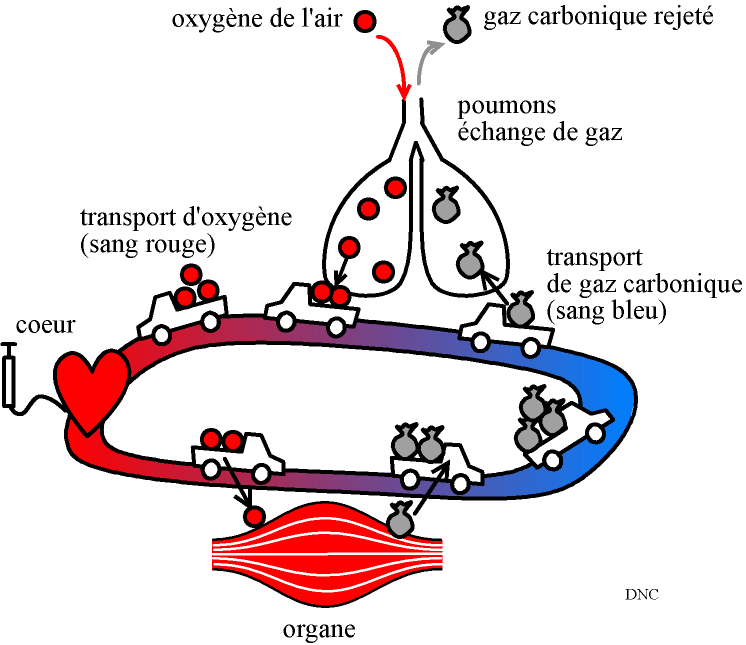 oxygène de l'air
gaz carbonique rejeté
poumons
échange de gaz
transport d'oxygène
(sang rouge)
transport
de gaz carbonique
(sang bleu)
coeur
organe
DNC